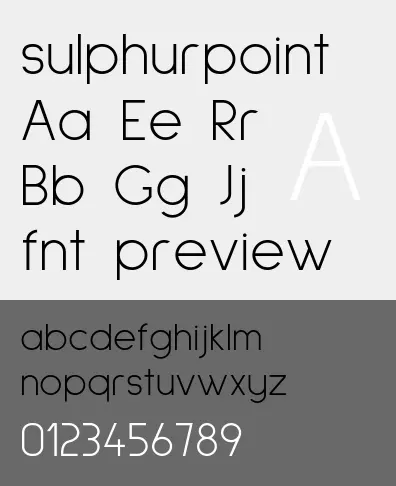 sulphurpoint
Aa Ee Rr
A
Bb Gg Jj
fnt preview
abcdefghijklm
nopqrstuvwxyz
0123456789